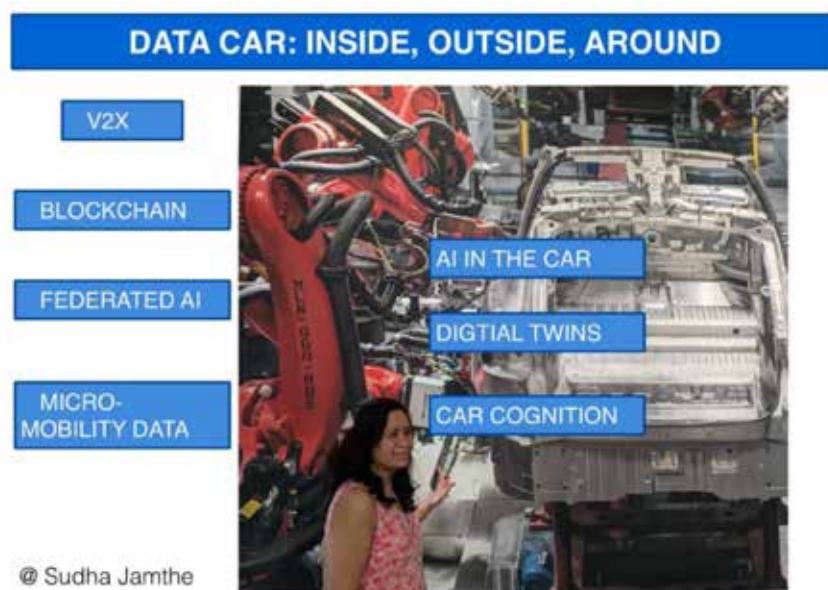 DATA CAR: INSIDE, OUTSIDE, AROUND
V2X
BLOCKCHAIN
FEDERATED AI
MICRO-
MOBILITY DATA
AI IN THE CAR
DIGTIAL TWINS
CAR COGNITION
@ Sudha Jamthe